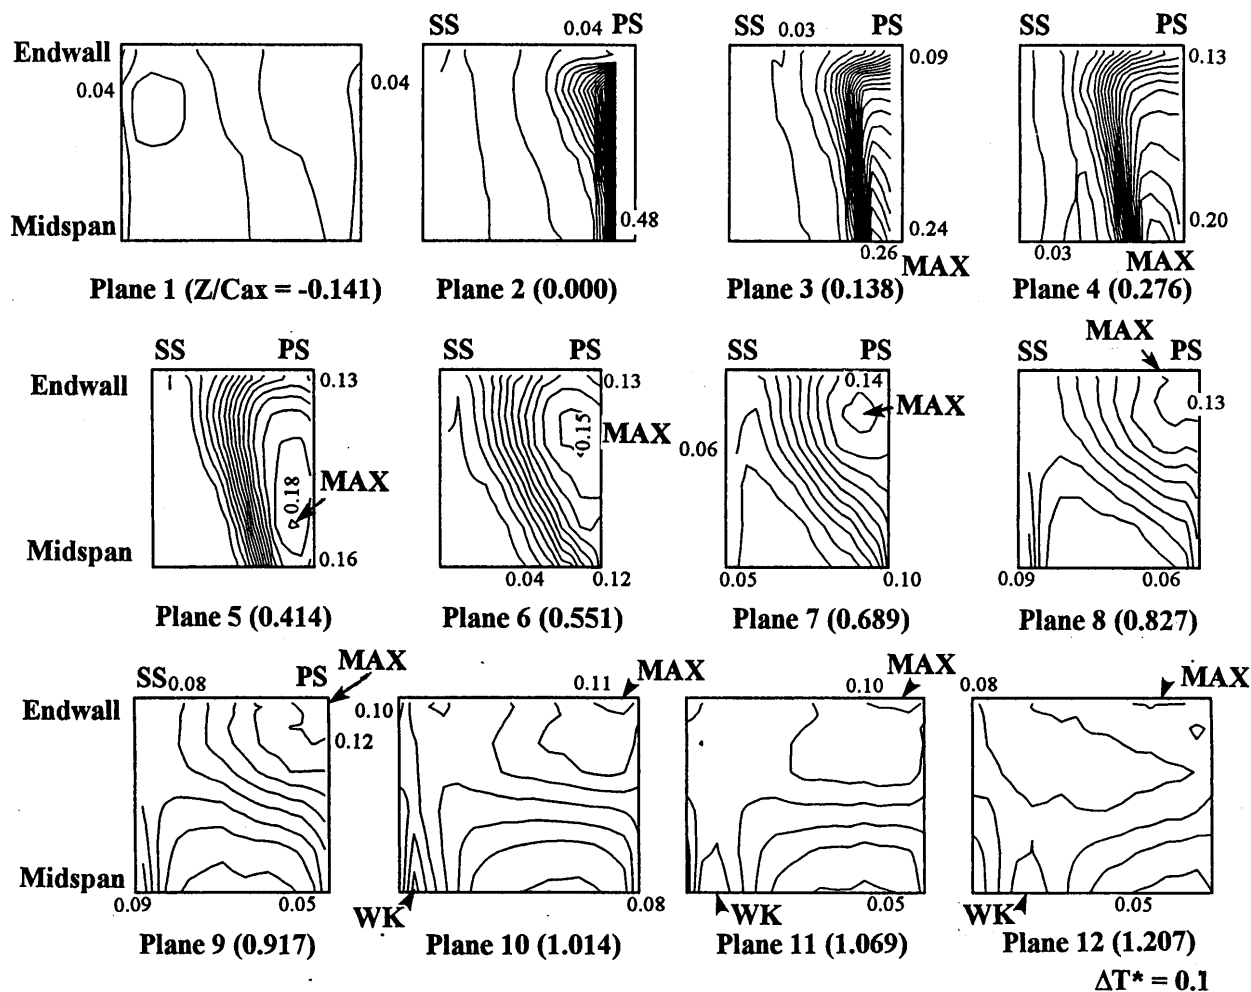 SS 0.04 PS SS 0.03 PS SS PS
Endwall 0.09 0.13
0.04 0.04
Midspan 0.48 0.24 0.20
0.26 MAX 0.03 MAX
Plane 1 (Z/Cax = -0.141) Plane 2 (0.000) Plane 3 (0.138) Plane 4 (0.276)
MAX
SS PS SS PS SS PS SS PS
Endwall 0.13 0.13 0.14 0.13
MAX
0.15 MAX 0.06
0.18 MAX
Midspan 0.16
0.04 0.12 0.05 0.10 0.09 0.06
Plane 5 (0.414) Plane 6 (0.551) Plane 7 (0.689) Plane 8 (0.827)
MAX MAX MAX MAX
SS 0.08 PS 0.11 0.10 0.08
Endwall 0.10
0.12
Midspan
0.09 0.05 WK 0.08 WK 0.05 WK 0.05
Plane 9 (0.917) Plane 10 (1.014) Plane 11 (1.069) Plane 12 (1.207)
ΔT* = 0.1